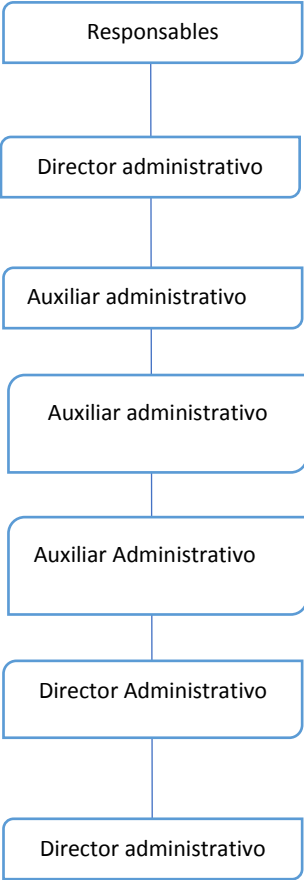 Responsables
Director administrativo
Auxiliar administrativo
Auxiliar administrativo
Auxiliar Administrativo
Director Administrativo
Director administrativo